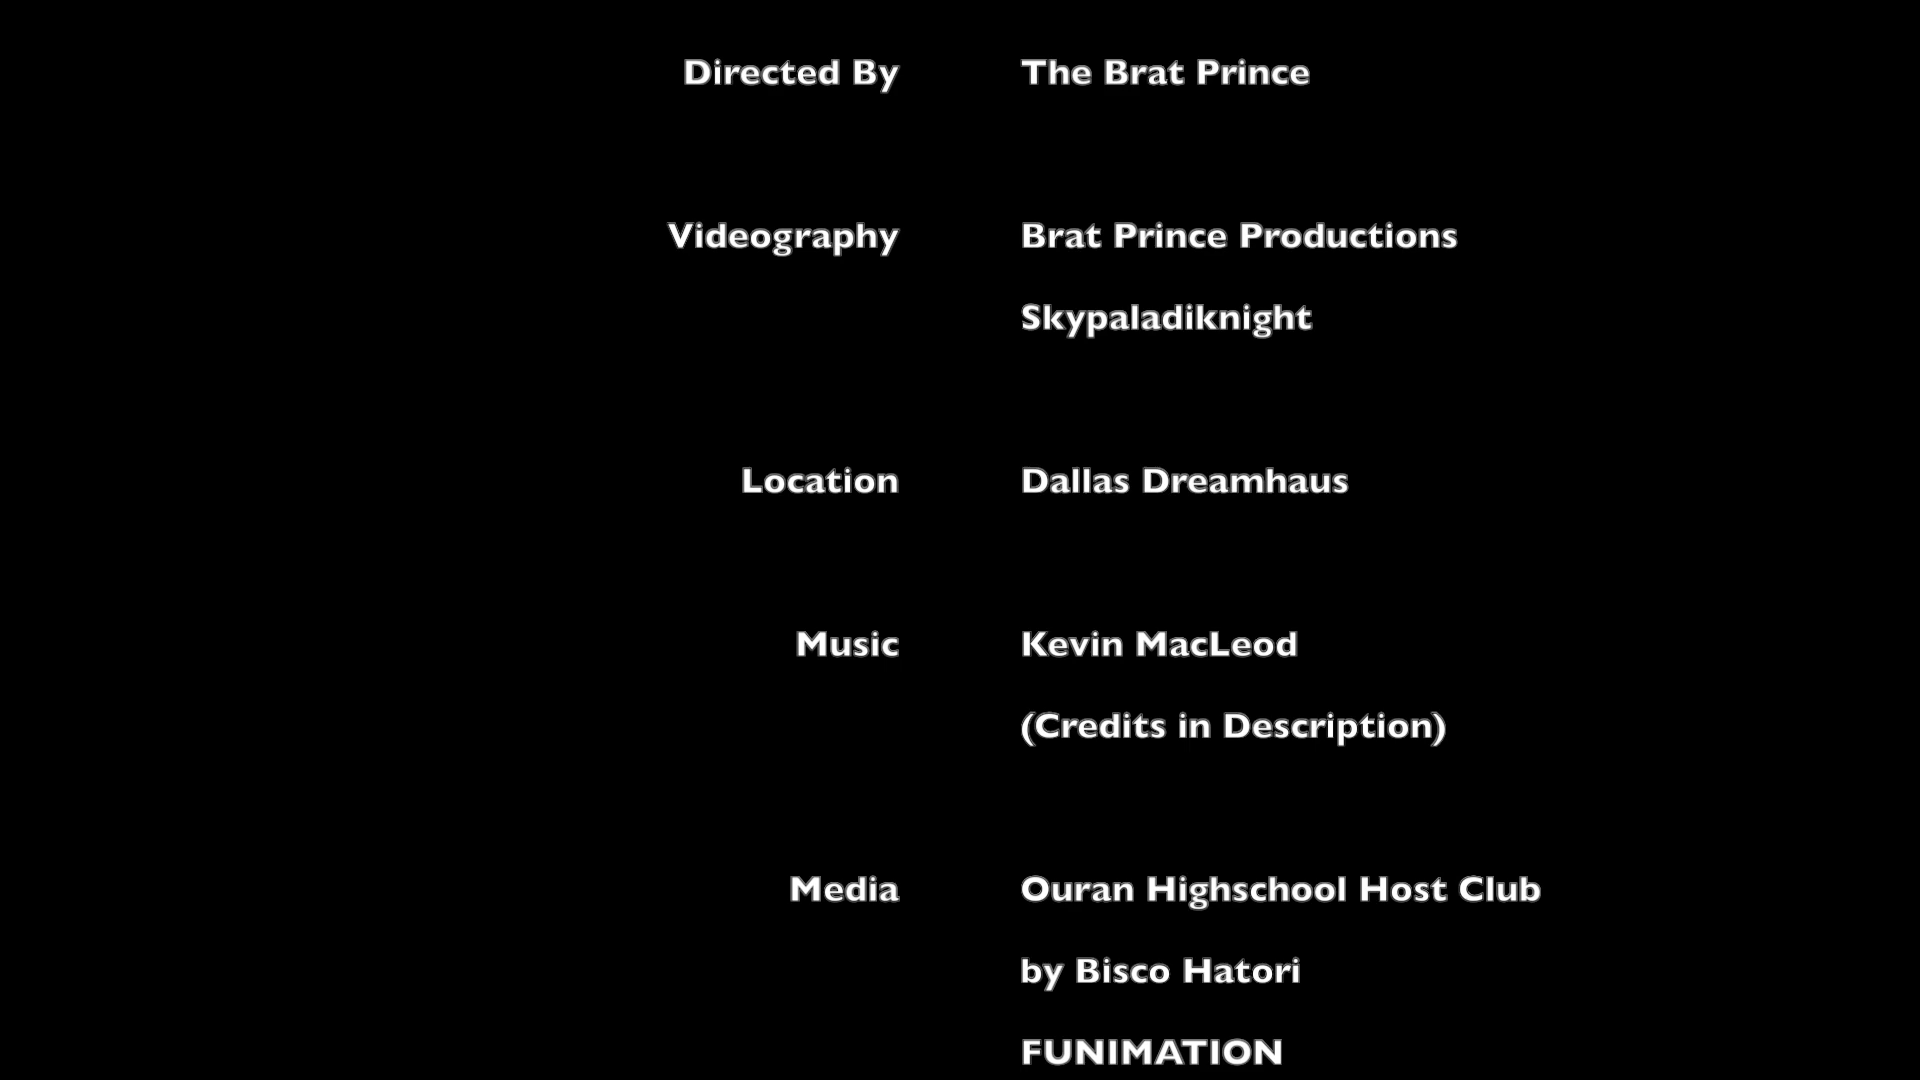 Directed By The Brat Prince
Videography Brat Prince Productions
Skypaladiknight
Location Dallas Dreamhaus
Music Kevin MacLeod
(Credits in Description)
Media Ouran Highschool Host Club
by Bisco Hatori
FUNIMATION